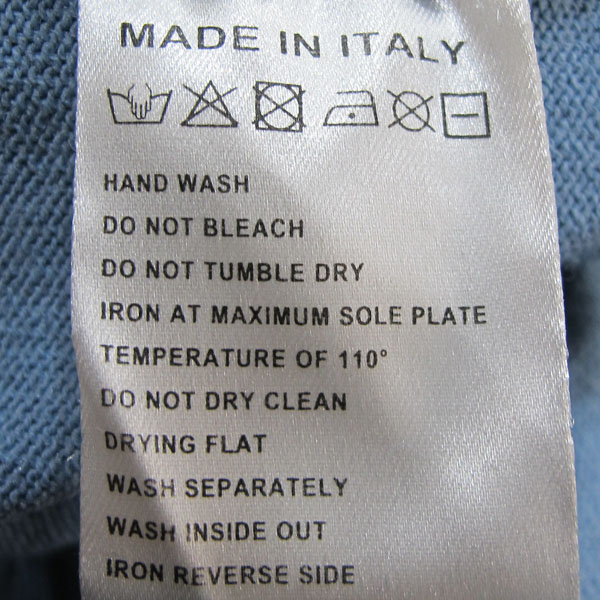 MADE IN ITALY
HAND WASH
DO NOT BLEACH
DO NOT TUMBLE DRY
IRON AT MAXIMUM SOLE PLATE
TEMPERATURE OF 110°
DO NOT DRY CLEAN
DRYING FLAT
WASH SEPARATELY
WASH INSIDE OUT
IRON REVERSE SIDE